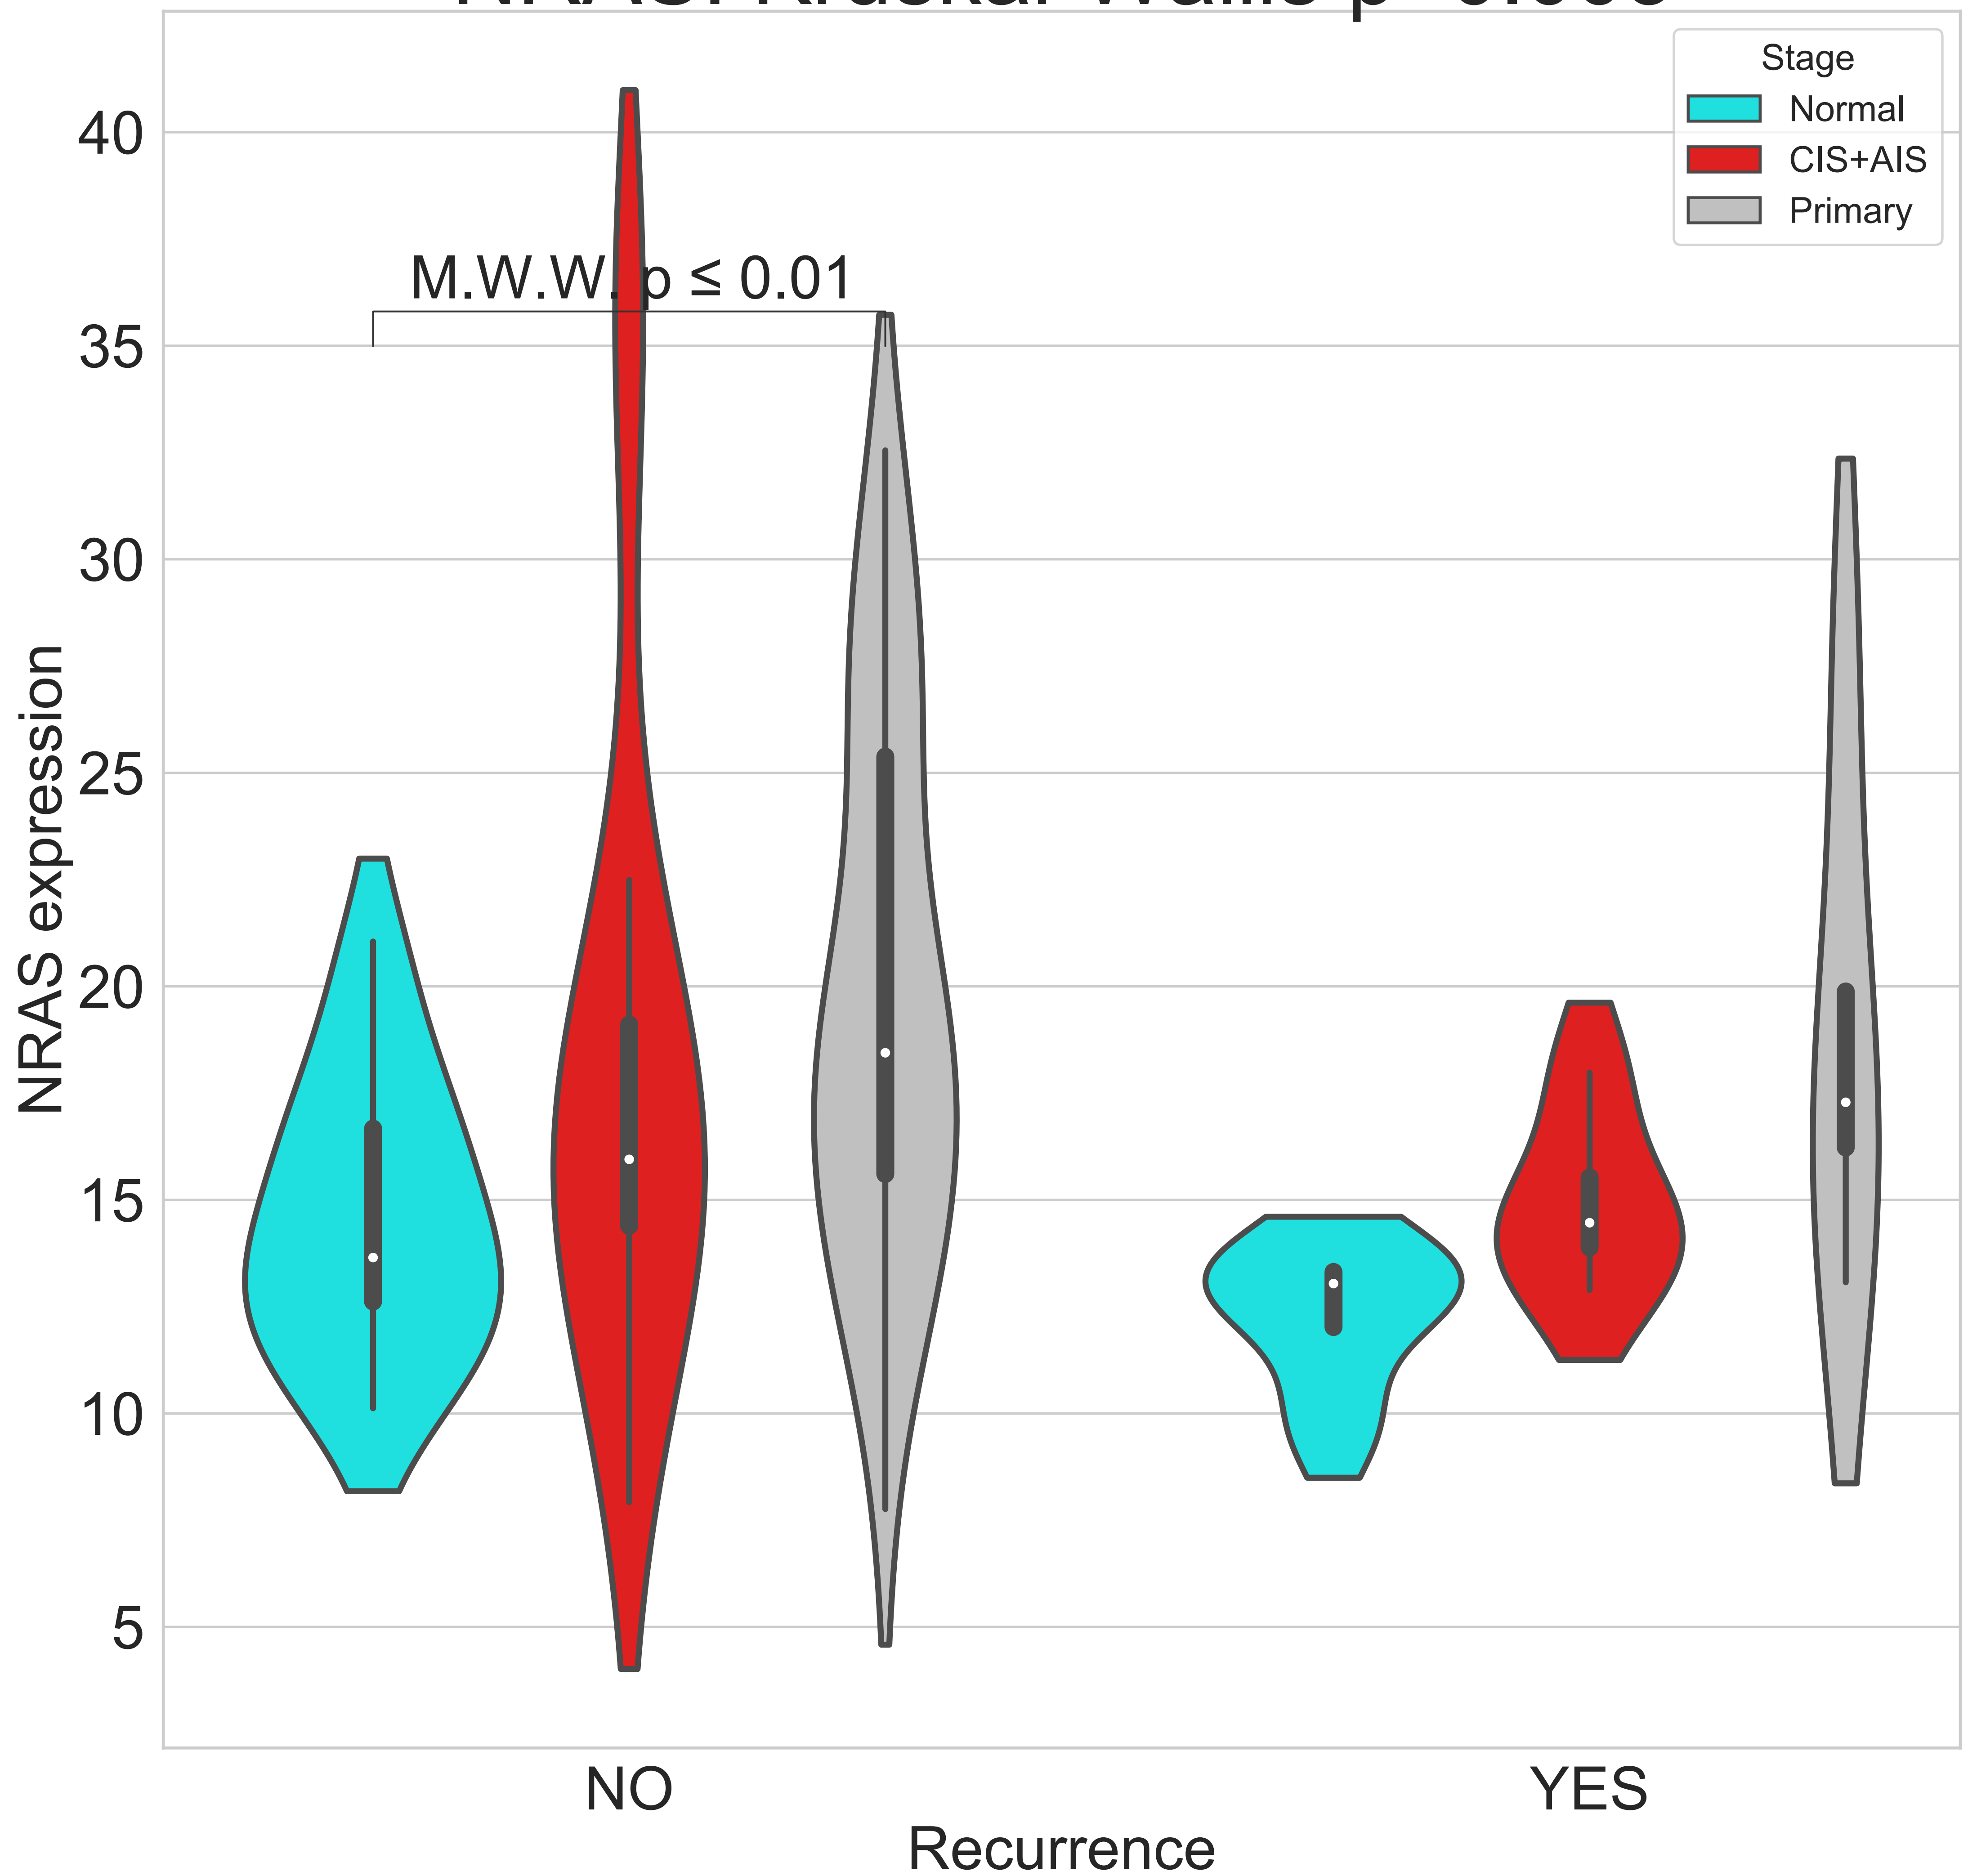 Stage
Normal
CIS+AIS
Primary
M.W.W. p ≤ 0.01
40
35
30
25
20
15
10
5
NRAS expression
NO
YES
Recurrence